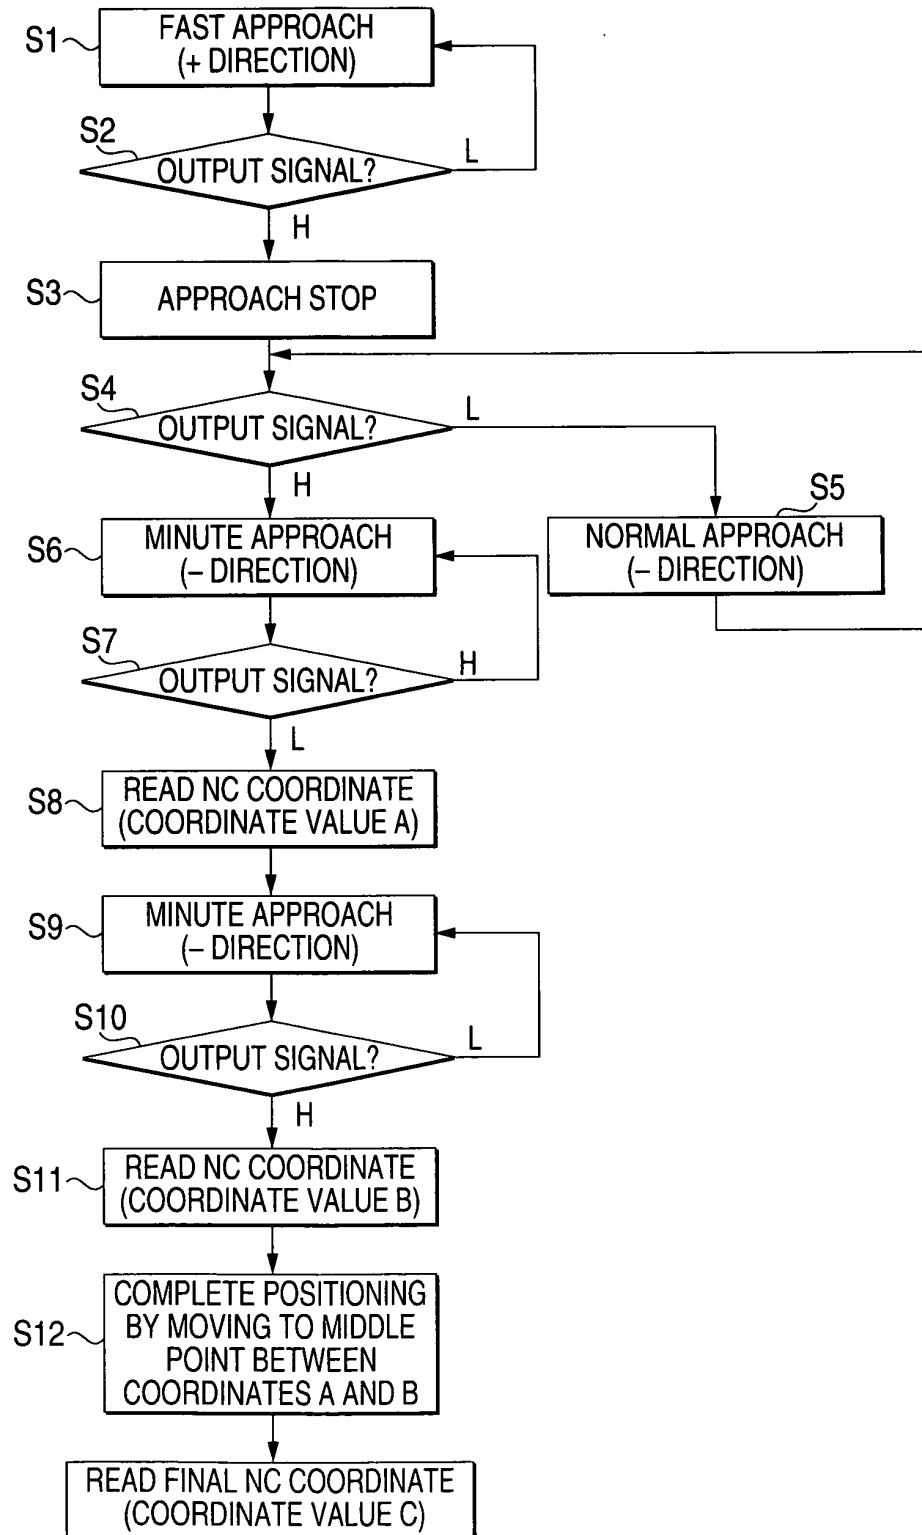 S1
FAST APPROACH
(+ DIRECTION)
S2
OUTPUT SIGNAL?
L
H
S3
APPROACH STOP
S4
OUTPUT SIGNAL?
L
H
S5
NORMAL APPROACH
(– DIRECTION)
S6
MINUTE APPROACH
(– DIRECTION)
S7
OUTPUT SIGNAL?
H
L
S8
READ NC COORDINATE
(COORDINATE VALUE A)
S9
MINUTE APPROACH
(– DIRECTION)
S10
OUTPUT SIGNAL?
L
H
S11
READ NC COORDINATE
(COORDINATE VALUE B)
S12
COMPLETE POSITIONING
BY MOVING TO MIDDLE
POINT BETWEEN
COORDINATES A AND B
READ FINAL NC COORDINATE
(COORDINATE VALUE C)